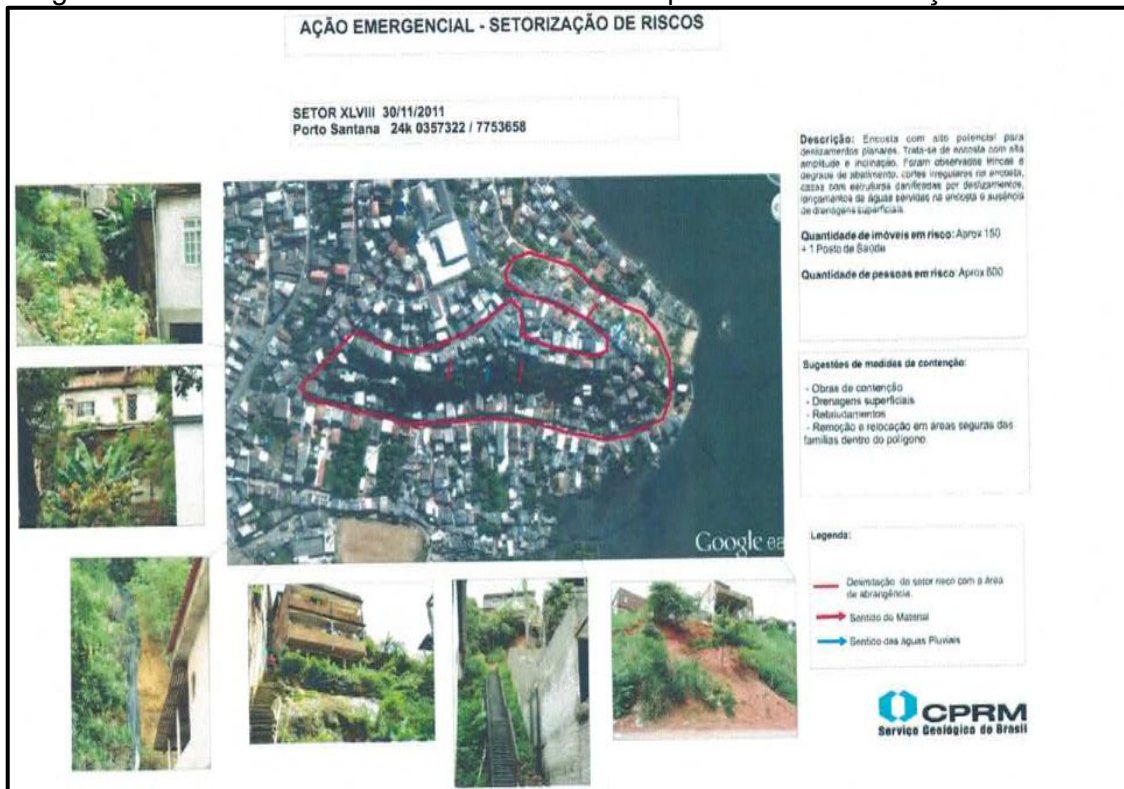 AÇÃO EMERGENCIAL - SETORIZAÇÃO DE RISCOS
SETOR XLVIII 30/11/2011
Porto Santana 24k 0357322 / 7753658
Descrição: Encosta com alto potencial para
deslizamentos planares. Trata-se de encosta com alta
amplitude e inclinação. Foram observados trincas e
degraus de abatimento, cortes irregulares na encosta,
casas com estruturas danificadas por deslizamentos,
lançamentos de águas servidas na encosta e ausência
de drenagens superficiais.
Quantidade de imóveis em risco: Aprox 150
+ 1 Posto de Saúde
Quantidade de pessoas em risco: Aprox 600
Sugestões de medidas de contenção:
- Obras de contenção
- Drenagens superficiais
- Retaludamentos
- Remoção e relocação em áreas seguras das
famílias dentro do polígono.
Google ea
Legenda:
Delimitação do setor risco com a área
de abrangência.
Sentido do Material
Sentido das águas Pluviais
CPRM
Serviço Geológico do Brasil